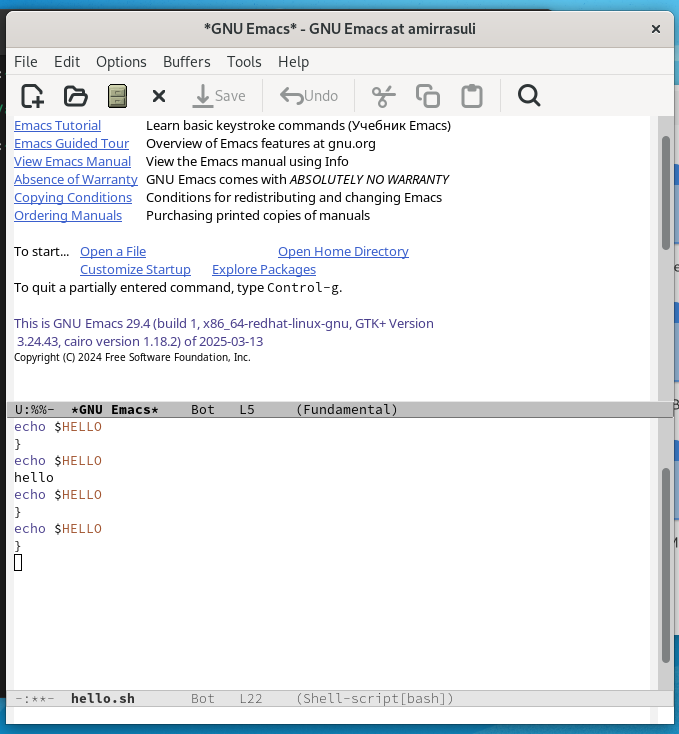 *GNU Emacs* - GNU Emacs at amirrasuli
File Edit Options Buffers Tools Help
Save Undo
Emacs Tutorial Learn basic keystroke commands (Учебник Emacs)
Emacs Guided Tour Overview of Emacs features at gnu.org
View Emacs Manual View the Emacs manual using Info
Absence of Warranty GNU Emacs comes with ABSOLUTELY NO WARRANTY
Copying Conditions Conditions for redistributing and changing Emacs
Ordering Manuals Purchasing printed copies of manuals
To start... Open a File Open Home Directory
Customize Startup Explore Packages
To quit a partially entered command, type Control-g.
This is GNU Emacs 29.4 (build 1, x86_64-redhat-linux-gnu, GTK+ Version
3.24.43, cairo version 1.18.2) of 2025-03-13
Copyright (C) 2024 Free Software Foundation, Inc.
U:%%- *GNU Emacs* Bot L5 (Fundamental)
echo $HELLO
}
echo $HELLO
hello
echo $HELLO
}
echo $HELLO
}
-:**- hello.sh Bot L22 (Shell-script[bash])